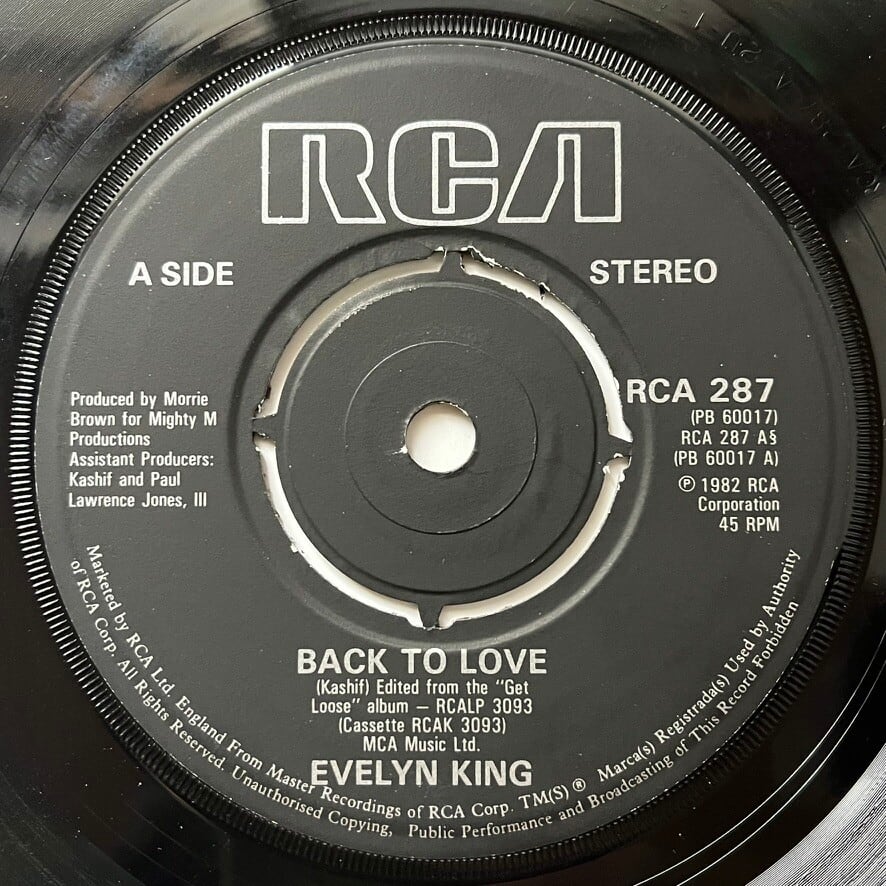 RCA
A SIDE
STEREO
Produced by Morrie
Brown for Mighty M
Productions
Assistant Producers:
Kashif and Paul
Lawrence Jones, III
RCA 287
(PB 60017)
RCA 287 A§
(PB 60017 A)
℗ 1982 RCA
Corporation
45 RPM
BACK TO LOVE
(Kashif) Edited from the "Get
Loose" album – RCALP 3093
(Cassette RCAK 3093)
MCA Music Ltd.
EVELYN KING
Marketed by RCA Ltd. England From Master Recordings of RCA Corp. TM(S) ® Marca(s) Registrada(s) Used by Authority
of RCA Corp. All Rights Reserved. Unauthorised Copying, Public Performance and Broadcasting of This Record Forbidden